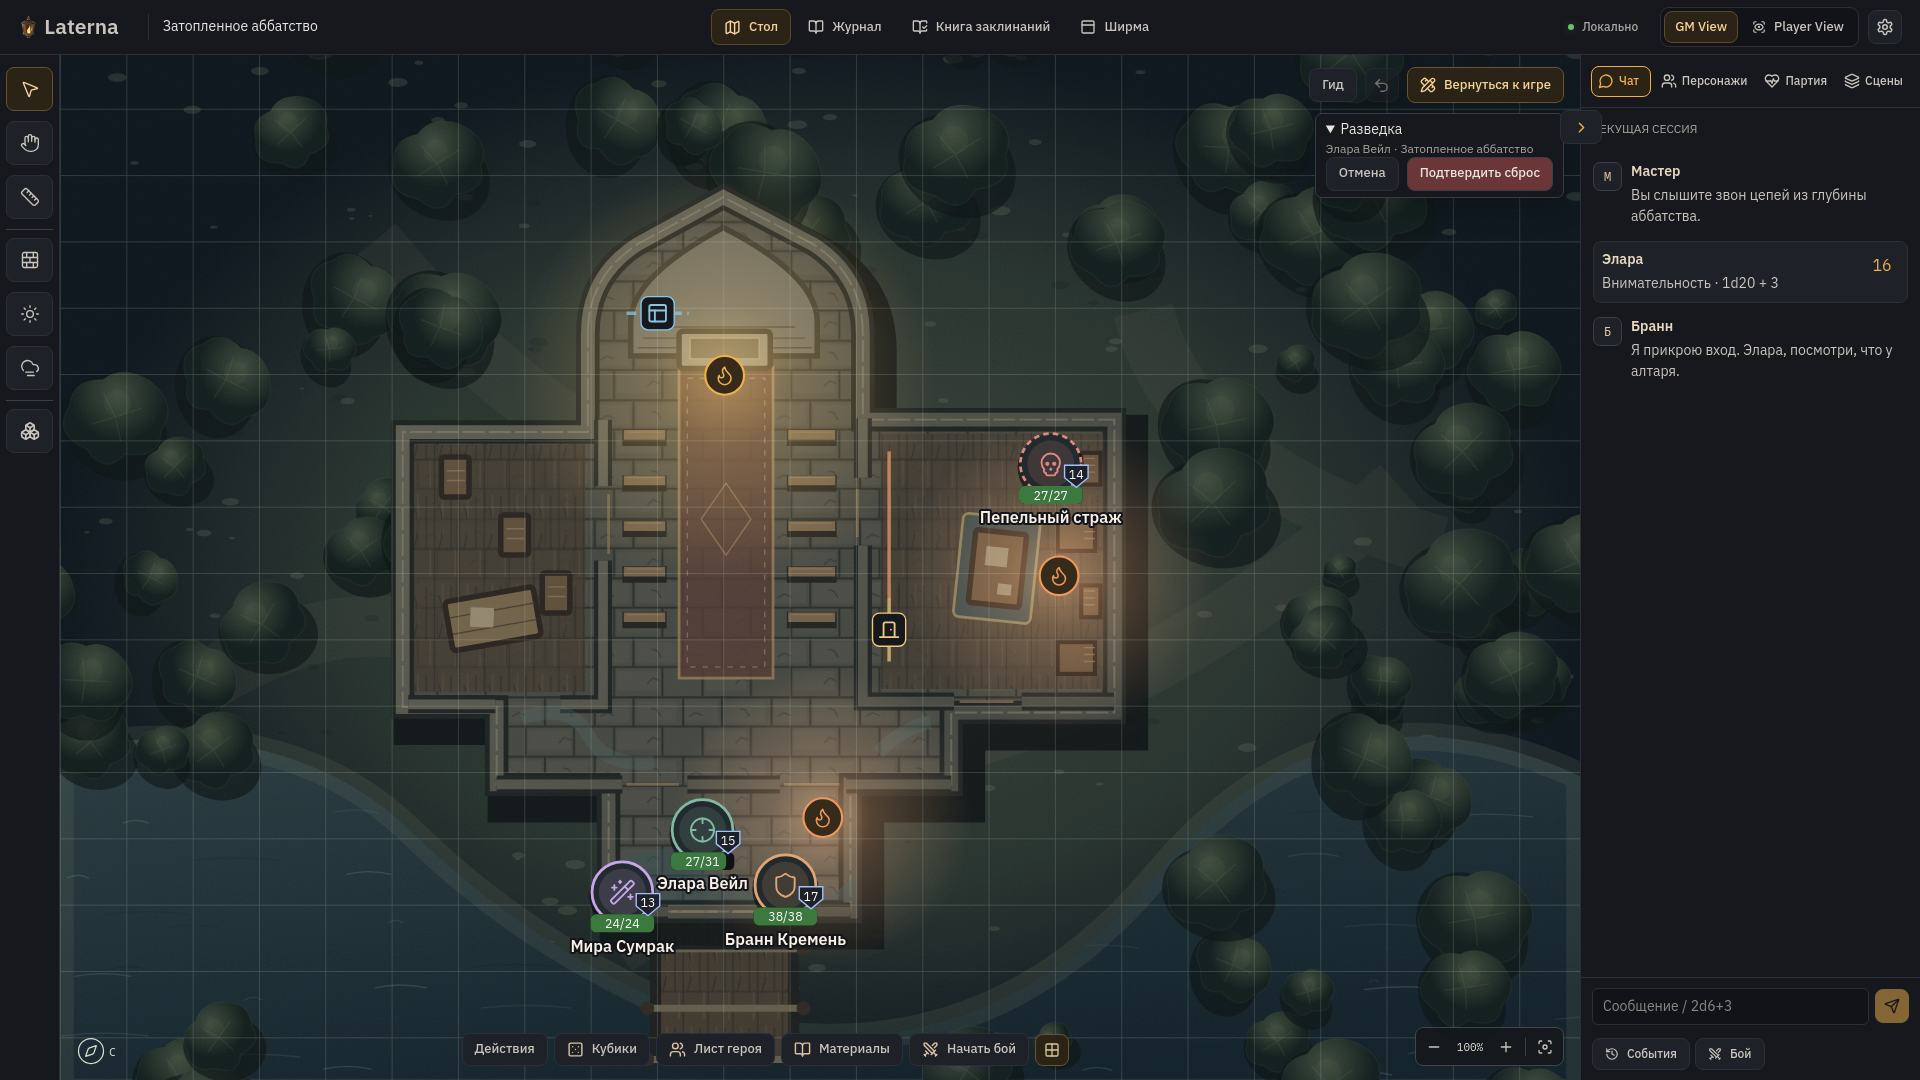 Laterna
Затопленное аббатство
Стол
Журнал
Книга заклинаний
Ширма
Локально
GM View
Player View
Гид
Вернуться к игре
Чат
Персонажи
Партия
Сцены
▼ Разведка
Элара Вейл · Затопленное аббатство
Отмена
Подтвердить сброс
ЕКУЩАЯ СЕССИЯ
М
Мастер
Вы слышите звон цепей из глубины
аббатства.
Элара
16
Внимательность · 1d20 + 3
Б
Бранн
Я прикрою вход. Элара, посмотри, что у
алтаря.
14
27/27
Пепельный страж
15
27/31
Элара Вейл
13
24/24
Мира Сумрак
17
38/38
Бранн Кремень
С
Действия
Кубики
Лист героя
Материалы
Начать бой
100%
Сообщение / 2d6+3
События
Бой